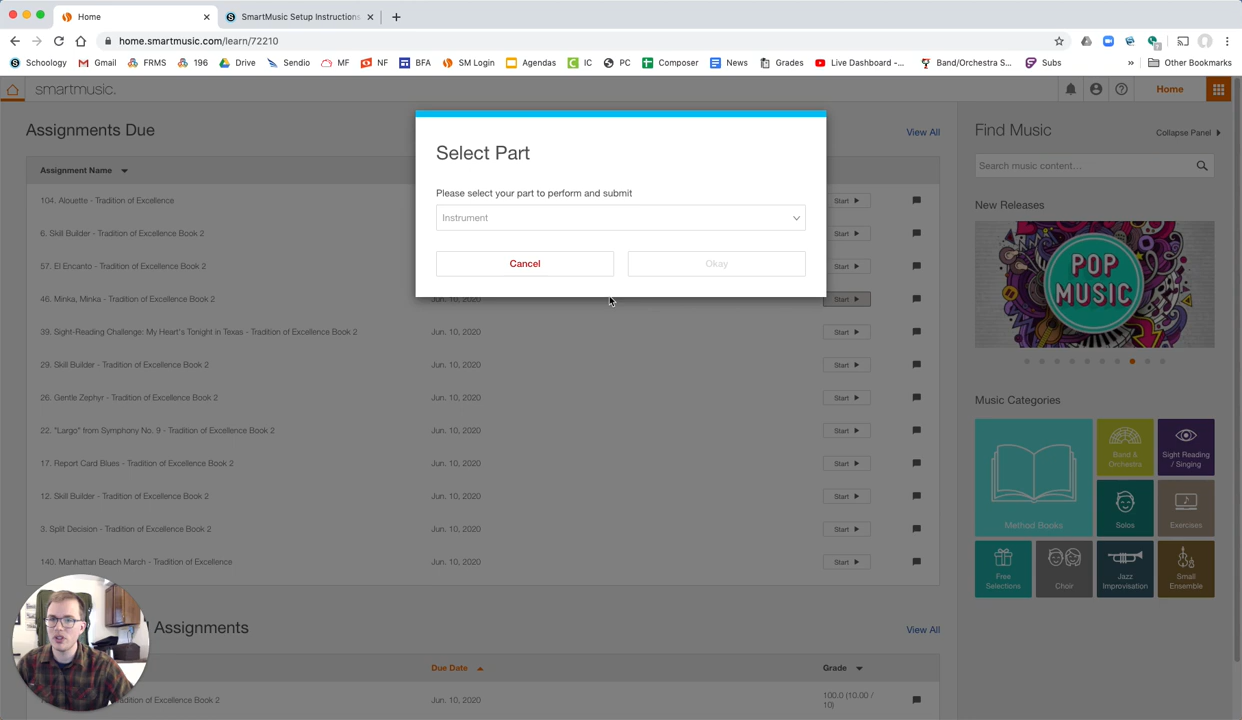 Home
SmartMusic Setup Instructions
home.smartmusic.com/learn/72210
Schoology Gmail FRMS 196 Drive Sendio MF NF BFA SM Login Agendas IC PC Composer News Grades Live Dashboard -... Band/Orchestra S... Subs » Other Bookmarks
smartmusic. Home
Assignments Due View All
Assignment Name
104. Alouette - Tradition of Excellence Start
6. Skill Builder - Tradition of Excellence Book 2 Start
57. El Encanto - Tradition of Excellence Book 2 Start
46. Minka, Minka - Tradition of Excellence Book 2 Jun. 10, 2020 Start
39. Sight-Reading Challenge: My Heart's Tonight in Texas - Tradition of Excellence Book 2 Jun. 10, 2020 Start
29. Skill Builder - Tradition of Excellence Book 2 Jun. 10, 2020 Start
26. Gentle Zephyr - Tradition of Excellence Book 2 Jun. 10, 2020 Start
22. "Largo" from Symphony No. 9 - Tradition of Excellence Book 2 Jun. 10, 2020 Start
17. Report Card Blues - Tradition of Excellence Book 2 Jun. 10, 2020 Start
12. Skill Builder - Tradition of Excellence Book 2 Jun. 10, 2020 Start
3. Split Decision - Tradition of Excellence Book 2 Jun. 10, 2020 Start
140. Manhattan Beach March - Tradition of Excellence Jun. 10, 2020 Start
Select Part
Please select your part to perform and submit
Instrument
Cancel Okay
Assignments View All
Due Date Grade
of Excellence Book 2 Jun. 10, 2020 100.0 (10.00 /
10)
Find Music Collapse Panel
Search music content...
New Releases
POP
MUSIC
Music Categories
Method Books
Band &
Orchestra
Sight Reading
/ Singing
Solos
Exercises
Free
Selections
Choir
Jazz
Improvisation
Small
Ensemble